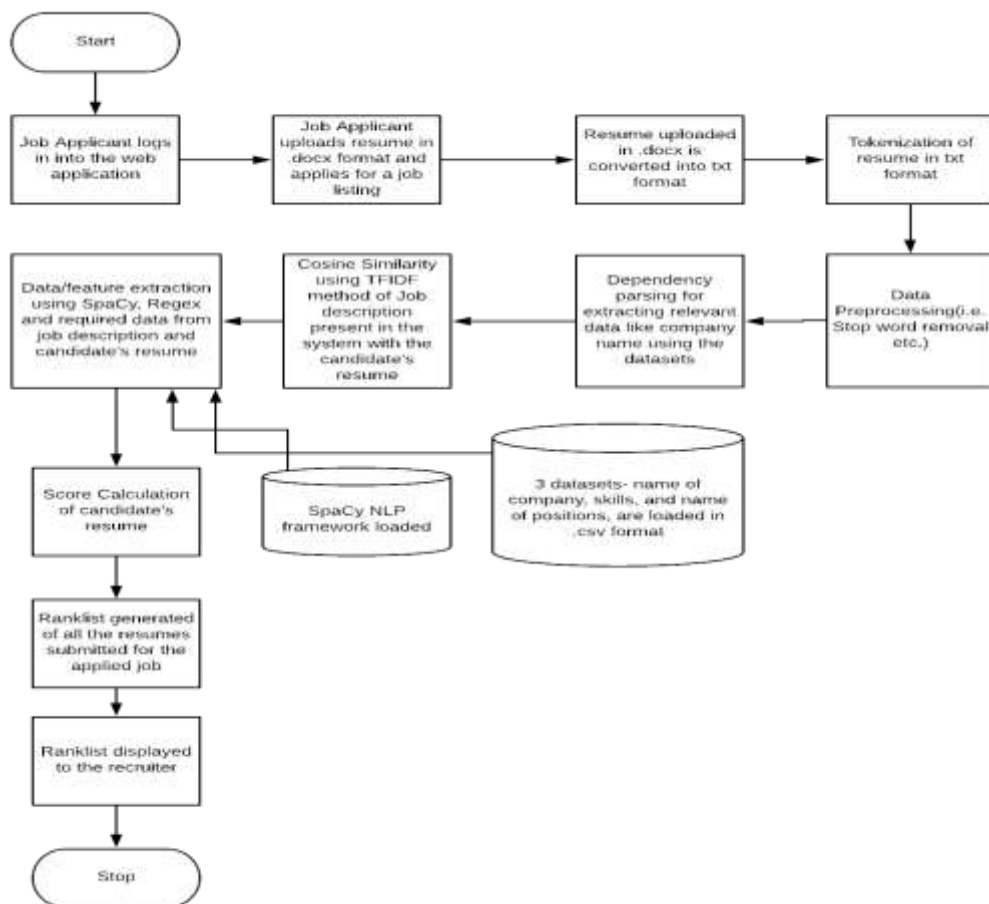 Start
Job Applicant logs
in into the web
application
Job Applicant
uploads resume in
.docx format and
applies for a job
listing
Resume uploaded
in .docx is
converted into txt
format
Tokenization of
resume in txt
format
Data
Preprocessing(i.e.
Stop word removal
etc.)
Dependency
parsing for
extracting relevant
data like company
name using the
datasets
Cosine Similarity
using TFIDF
method of Job
description
present in the
system with the
candidate's
resume
Data/feature extraction
using SpaCy, Regex
and required data from
job description and
candidate's resume
SpaCy NLP
framework loaded
3 datasets- name of
company, skills, and name
of positions, are loaded in
.csv format
Score Calculation
of candidate's
resume
Ranklist generated
of all the resumes
submitted for the
applied job
Ranklist displayed
to the recruiter
Stop